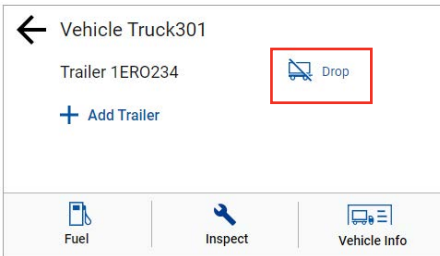 Vehicle Truck301
Trailer 1ERO234 Drop
Add Trailer
Fuel Inspect Vehicle Info